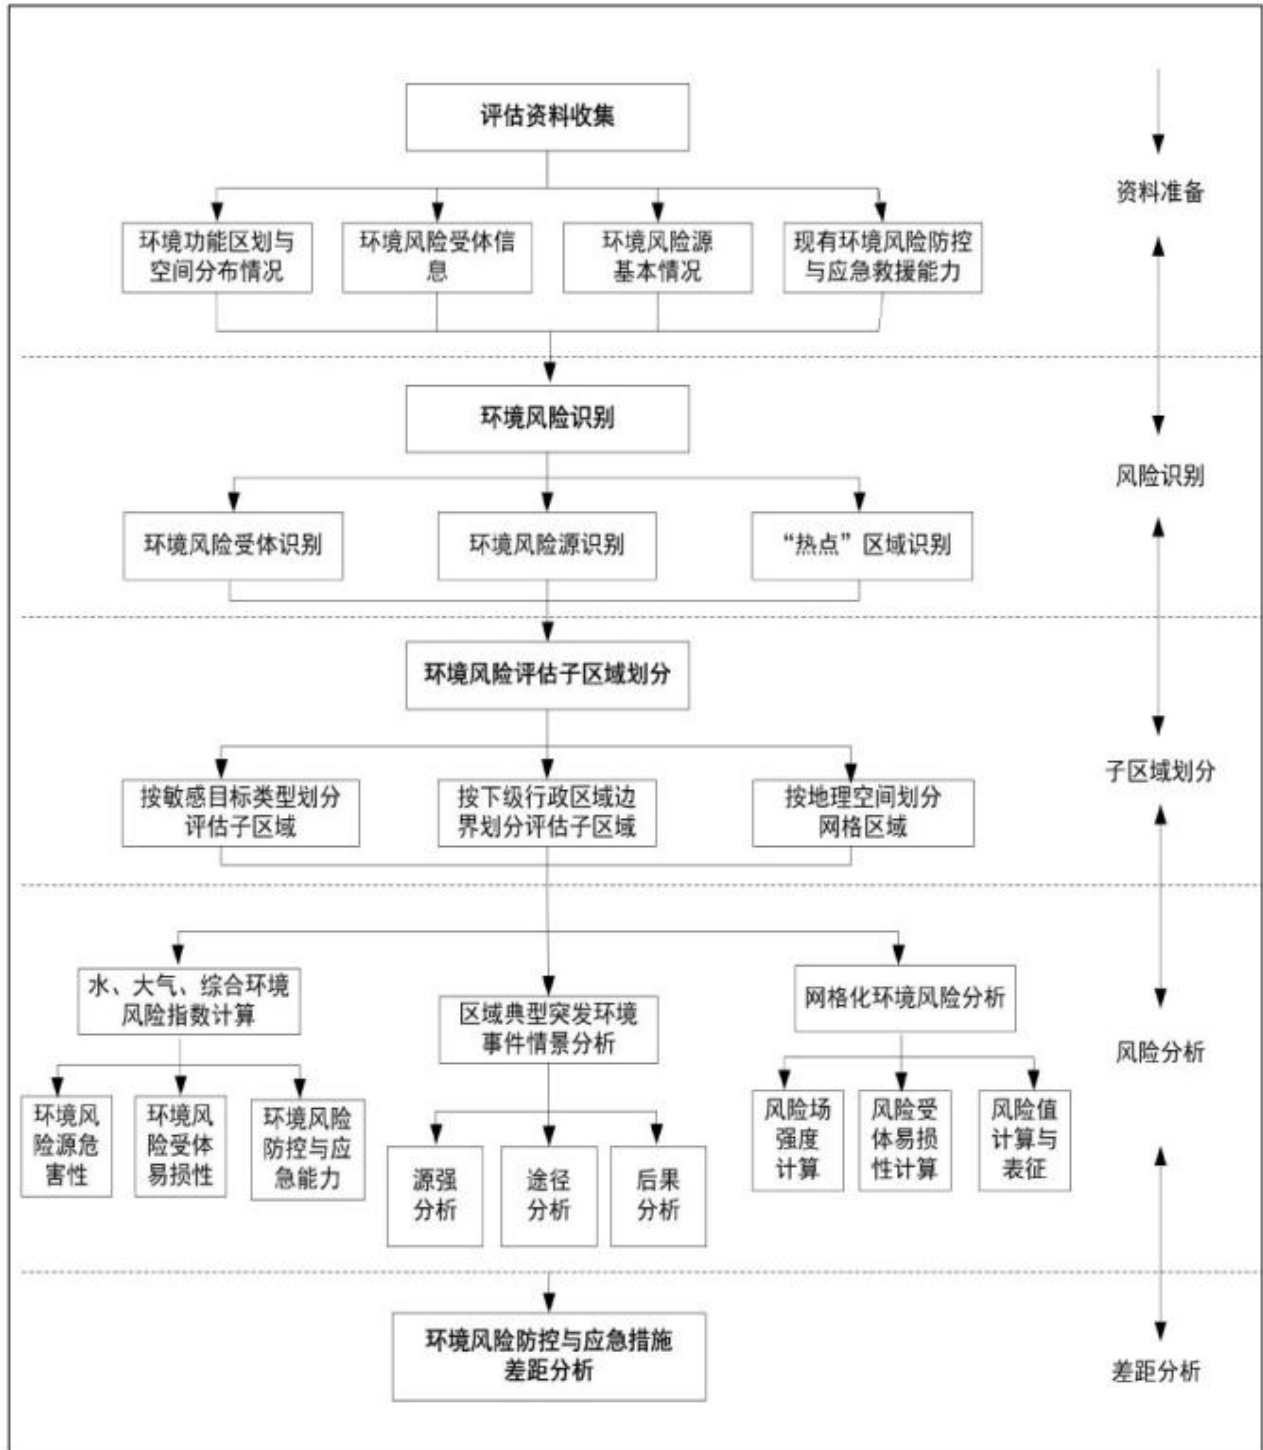 评估资料收集
资料准备
环境功能区划与
空间分布情况
环境风险受体信
息
环境风险源
基本情况
现有环境风险防控
与应急救援能力
环境风险识别
风险识别
环境风险受体识别
环境风险源识别
“热点”区域识别
环境风险评估子区域划分
子区域划分
按敏感目标类型划分
评估子区域
按下级行政区域边
界划分评估子区域
按地理空间划分
网格区域
水、大气、综合环境
风险指数计算
区域典型突发环境
事件情景分析
网格化环境风险分析
风险分析
环境风
险源危
害性
环境风
险受体
易损性
环境风险
防控与应
急能力
源强
分析
途径
分析
后果
分析
风险场
强度
计算
风险受
体易损
性计算
风险值
计算与
表征
环境风险防控与应急措施
差距分析
差距分析